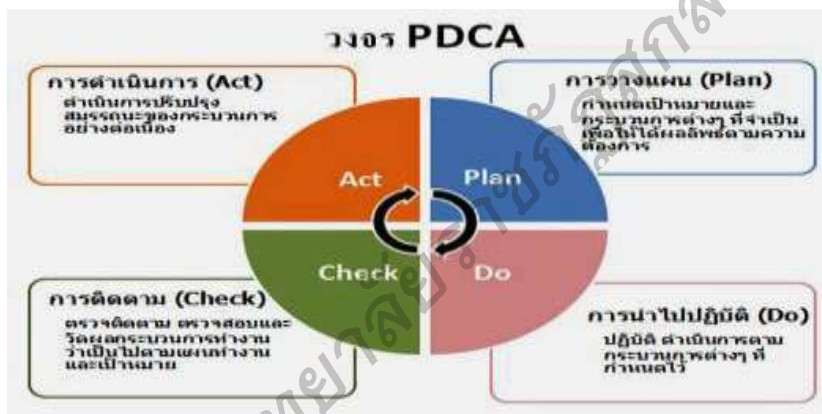 วงจร PDCA
การดำเนินการ (Act)
ดำเนินการปรับปรุง
สมรรถนะของกระบวนการ
อย่างต่อเนื่อง
การวางแผน (Plan)
กำหนดเป้าหมายและ
กระบวนการต่างๆ ที่จำเป็น
เพื่อให้ได้ผลลัพธ์ตามความ
ต้องการ
Act
Plan
Check
Do
การติดตาม (Check)
ตรวจติดตาม ตรวจสอบและ
วัดผลกระบวนการทำงาน
ว่าเป็นไปตามแผนทำงาน
และเป้าหมาย
การนำไปปฏิบัติ (Do)
ปฏิบัติ ดำเนินการตาม
กระบวนการต่างๆ ที่
กำหนดไว้